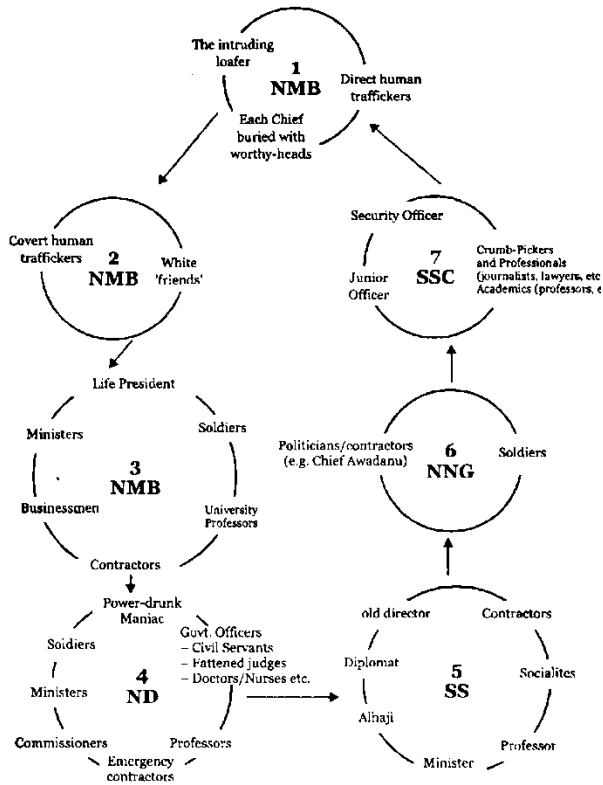 The intruding
loafer
1
NMB
Direct human
traffickers
Each Chief
buried with
worthy-heads
Covert human
traffickers
2
NMB
White
'friends'
Life President
Ministers
Soldiers
3
NMB
Businessmen
University
Professors
Contractors
Power-drunk
Maniac
Soldiers
Govt. Officers
– Civil Servants
– Fattened judges
– Doctors/Nurses etc.
Ministers
4
ND
Commissioners
Professors
Emergency
contractors
old director
Contractors
Diplomat
5
SS
Socialites
Alhaji
Professor
Minister
Politicians/contractors
(e.g. Chief Awadanu)
6
NNG
Soldiers
Security Officer
7
SSC
Junior
Officer
Crumb-Pickers
and Professionals
(journalists, lawyers, etc
Academics (professors, e